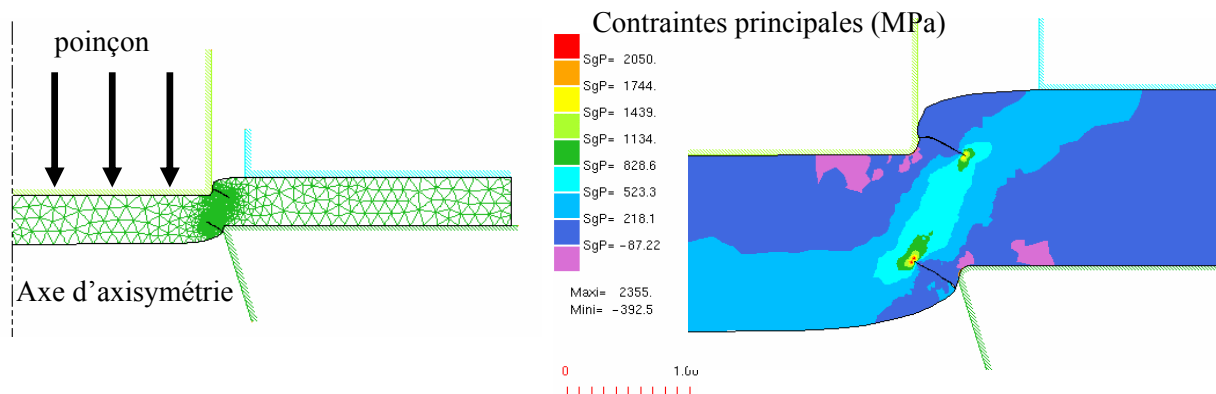 poinçon
Axe d’axisymétrie
Contraintes principales (MPa)
SgP= 2050.
SgP= 1744.
SgP= 1439.
SgP= 1134.
SgP= 828.6
SgP= 523.3
SgP= 218.1
SgP= -87.22
Maxi= 2355.
Mini= -392.5
0 1.00